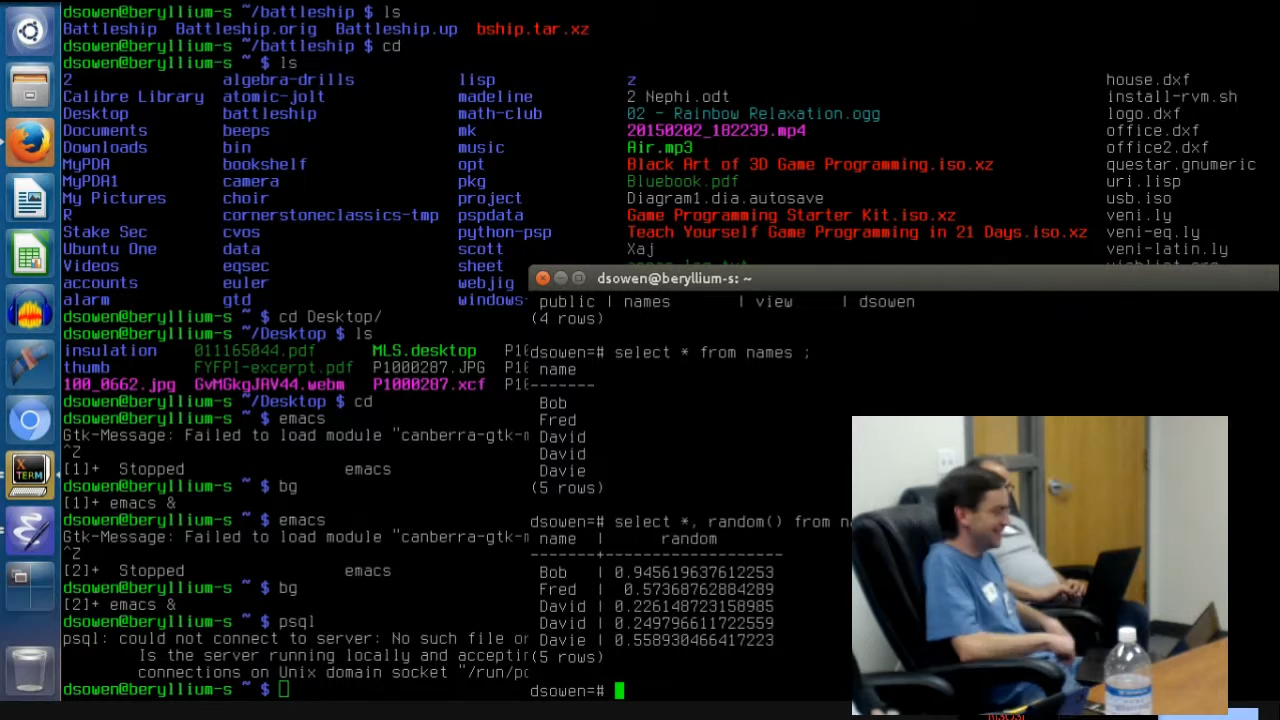 dsowen@beryllium-s ~/battleship $ ls
Battleship  Battleship.orig  Battleship.up  bship.tar.xz
dsowen@beryllium-s ~/battleship $ cd
dsowen@beryllium-s ~ $ ls
2  algebra-drills  lisp  z  house.dxf
Calibre Library  atomic-jolt  madeline  2 Nephi.odt  install-rvm.sh
Desktop  battleship  math-club  02 - Rainbow Relaxation.ogg  logo.dxf
Documents  beeps  mk  20150202_182239.mp4  office.dxf
Downloads  bin  music  Air.mp3  office2.dxf
MyPDA  bookshelf  opt  Black Art of 3D Game Programming.iso.xz  questar.gnumeric
MyPDA1  camera  pkg  Bluebook.pdf  uri.lisp
My Pictures  choir  project  Diagram1.dia.autosave  usb.iso
R  cornerstoneclassics-tmp  pspdata  Game Programming Starter Kit.iso.xz  veni.ly
Stake Sec  cvos  python-psp  Teach Yourself Game Programming in 21 Days.iso.xz  veni-eq.ly
Ubuntu One  data  scott  Xaj  veni-latin.ly
Videos  eqsec  sheet
accounts  euler  webjig
alarm  gtd  windows-
dsowen@beryllium-s ~ $ cd Desktop/
dsowen@beryllium-s ~/Desktop $ ls
insulation  011165044.pdf  MLS.desktop  P10
thumb  FYFPI-excerpt.pdf  P1000287.JPG  P10
100_0662.jpg  GvMGkgJAV44.webm  P1000287.xcf  P10
dsowen@beryllium-s ~/Desktop $ cd
dsowen@beryllium-s ~ $ emacs
Gtk-Message: Failed to load module "canberra-gtk-m
^Z
[1]+  Stopped  emacs
dsowen@beryllium-s ~ $ bg
[1]+ emacs &
dsowen@beryllium-s ~ $ emacs
Gtk-Message: Failed to load module "canberra-gtk-m
^Z
[2]+  Stopped  emacs
dsowen@beryllium-s ~ $ bg
[2]+ emacs &
dsowen@beryllium-s ~ $ psql
psql: could not connect to server: No such file or
Is the server running locally and accepting
connections on Unix domain socket "/run/po
dsowen@beryllium-s ~ $
dsowen@beryllium-s: ~
public | names | view | dsowen
(4 rows)
dsowen=# select * from names ;
name
-------
Bob
Fred
David
David
Davie
(5 rows)
dsowen=# select *, random() from na
name | random
-------+-------------------
Bob | 0.945619637612253
Fred | 0.57368762884289
David | 0.226148723158985
David | 0.249796611722559
Davie | 0.558930466417223
(5 rows)
dsowen=#
X
TERM